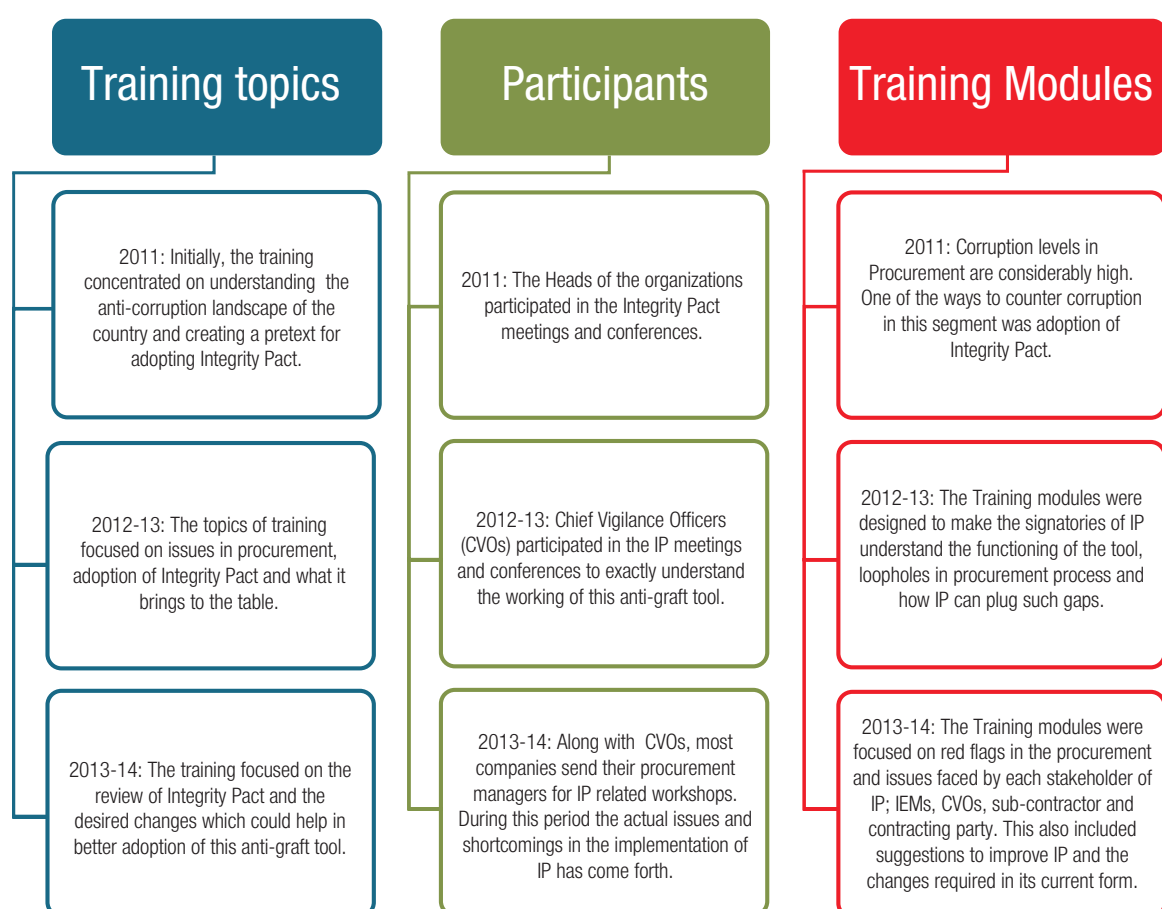 Training topics
2011: Initially, the training
concentrated on understanding the
anti-corruption landscape of the
country and creating a pretext for
adopting Integrity Pact.
2012-13: The topics of training
focused on issues in procurement,
adoption of Integrity Pact and what it
brings to the table.
2013-14: The training focused on the
review of Integrity Pact and the
desired changes which could help in
better adoption of this anti-graft tool.
Participants
2011: The Heads of the organizations
participated in the Integrity Pact
meetings and conferences.
2012-13: Chief Vigilance Officers
(CVOs) participated in the IP meetings
and conferences to exactly understand
the working of this anti-graft tool.
2013-14: Along with CVOs, most
companies send their procurement
managers for IP related workshops.
During this period the actual issues and
shortcomings in the implementation of
IP has come forth.
Training Modules
2011: Corruption levels in
Procurement are considerably high.
One of the ways to counter corruption
in this segment was adoption of
Integrity Pact.
2012-13: The Training modules were
designed to make the signatories of IP
understand the functioning of the tool,
loopholes in procurement process and
how IP can plug such gaps.
2013-14: The Training modules were
focused on red flags in the procurement
and issues faced by each stakeholder of
IP; IEMs, CVOs, sub-contractor and
contracting party. This also included
suggestions to improve IP and the
changes required in its current form.